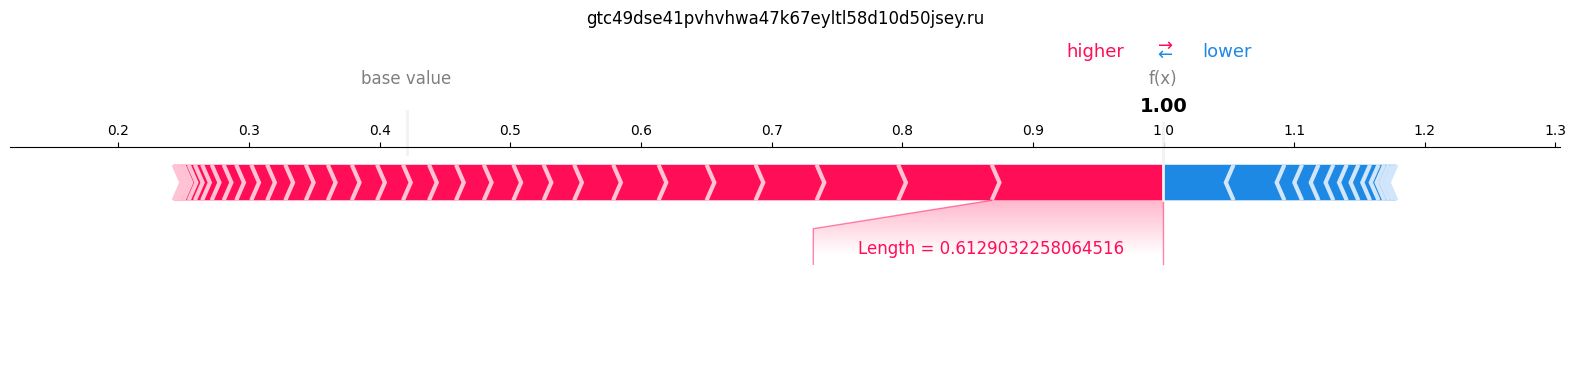 gtc49dse41pvhvhwa47k67eyltl58d10d50jsey.ru
higher ⇄ lower
base value f(x)
1.00
0.2 0.3 0.4 0.5 0.6 0.7 0.8 0.9 1.0 1.1 1.2 1.3
Length = 0.6129032258064516